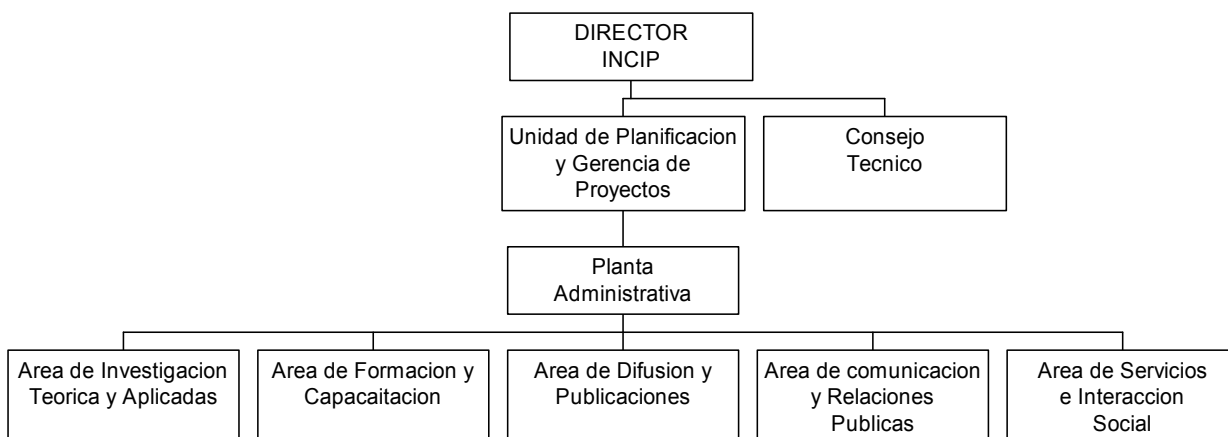 DIRECTOR
INCIP
Unidad de Planificacion
y Gerencia de
Proyectos
Consejo
Tecnico
Planta
Administrativa
Area de Investigacion
Teorica y Aplicadas
Area de Formacion y
Capacaitacion
Area de Difusion y
Publicaciones
Area de comunicacion
y Relaciones
Publicas
Area de Servicios
e Interaccion
Social